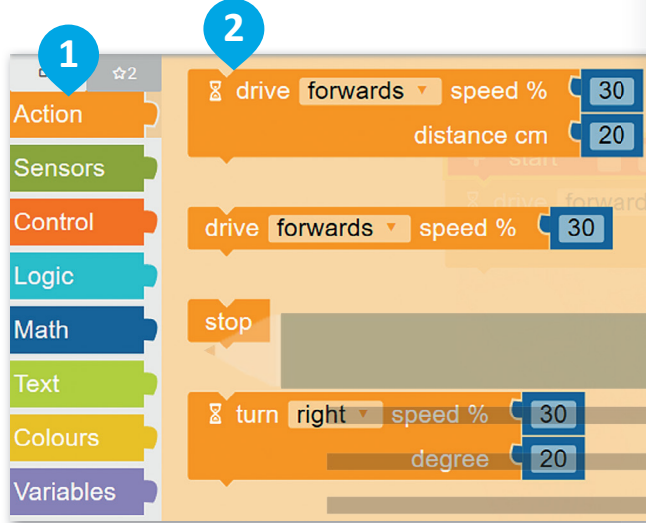 1
2
☆2
Action
Sensors
Control
Logic
Math
Text
Colours
Variables
drive forwards speed % 30
distance cm 20
+ start
drive forward
drive forwards speed % 30
stop
turn right speed % 30
degree 20